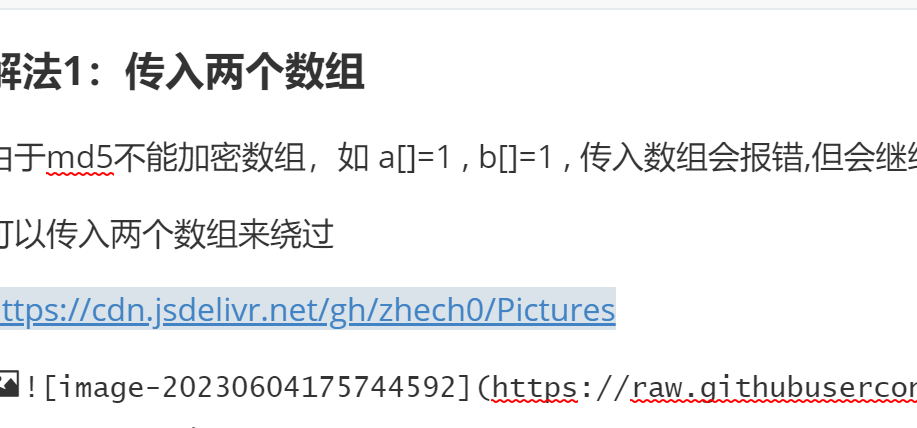 解法1：传入两个数组
由于md5不能加密数组，如 a[]=1 , b[]=1 , 传入数组会报错,但会继续
可以传入两个数组来绕过
ttps://cdn.jsdelivr.net/gh/zhech0/Pictures
![image-20230604175744592](https://raw.githubusercon